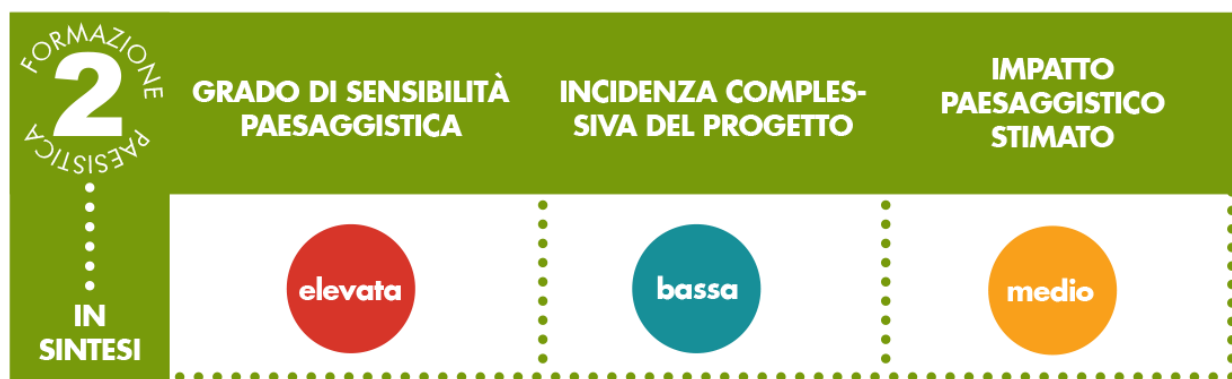 FORMAZIONE
2
PAESISTICA
IN
SINTESI
GRADO DI SENSIBILITÀ
PAESAGGISTICA
INCIDENZA COMPLES-
SIVA DEL PROGETTO
IMPATTO
PAESAGGISTICO
STIMATO
elevata
bassa
medio